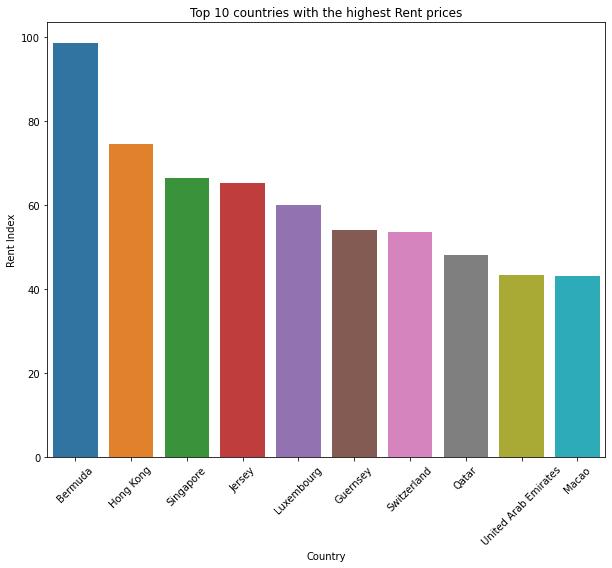 Top 10 countries with the highest Rent prices
Rent Index
100
80
60
40
20
0
Bermuda
Hong Kong
Singapore
Jersey
Luxembourg
Guernsey
Switzerland
Qatar
United Arab Emirates
Macao
Country